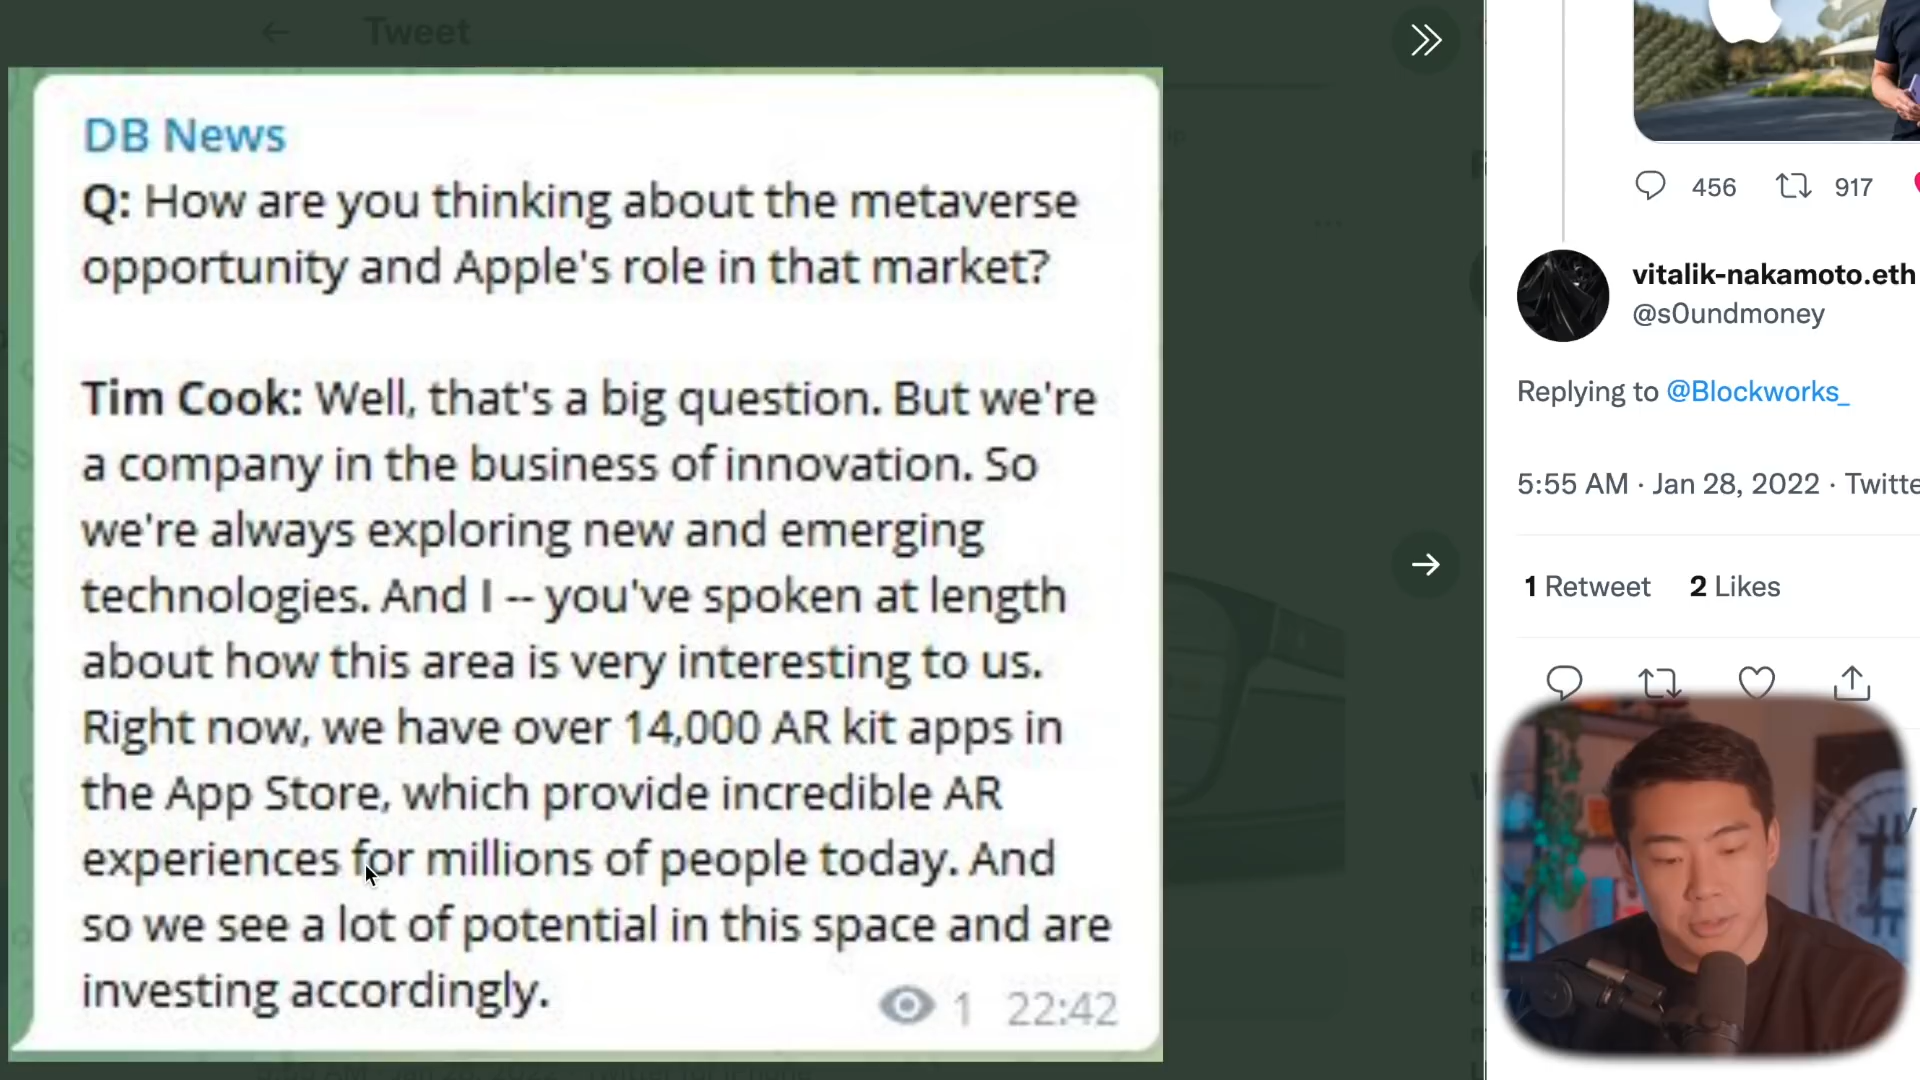 Tweet
DB News
Q: How are you thinking about the metaverse
opportunity and Apple's role in that market?
Tim Cook: Well, that's a big question. But we're
a company in the business of innovation. So
we're always exploring new and emerging
technologies. And I -- you've spoken at length
about how this area is very interesting to us.
Right now, we have over 14,000 AR kit apps in
the App Store, which provide incredible AR
experiences for millions of people today. And
so we see a lot of potential in this space and are
investing accordingly.
1 22:42
456 917
vitalik-nakamoto.eth
@s0undmoney
Replying to @Blockworks_
5:55 AM · Jan 28, 2022 · Twitte
1 Retweet 2 Likes